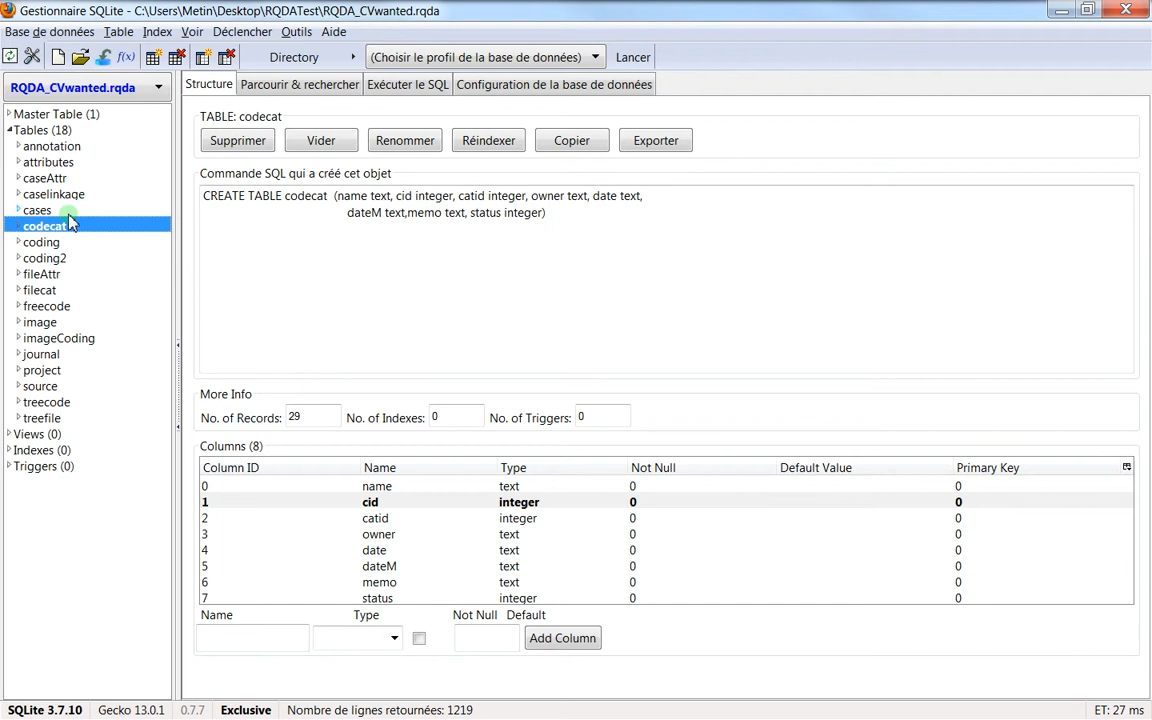 Gestionnaire SQLite - C:\Users\Metin\Desktop\RQDATest\RQDA_CVwanted.rqda
Base de données Table Index Voir Déclencher Outils Aide
f(x) Directory (Choisir le profil de la base de données) Lancer
RQDA_CVwanted.rqda
Structure Parcourir & rechercher Exécuter le SQL Configuration de la base de données
Master Table (1)
Tables (18)
annotation
attributes
caseAttr
caselinkage
cases
codecat
coding
coding2
fileAttr
filecat
freecode
image
imageCoding
journal
project
source
treecode
treefile
Views (0)
Indexes (0)
Triggers (0)
TABLE: codecat
Supprimer Vider Renommer Réindexer Copier Exporter
Commande SQL qui a créé cet objet
CREATE TABLE codecat (name text, cid integer, catid integer, owner text, date text,
dateM text,memo text, status integer)
More Info
No. of Records: 29 No. of Indexes: 0 No. of Triggers: 0
Columns (8)
Column ID Name Type Not Null Default Value Primary Key
0 name text 0 0
1 cid integer 0 0
2 catid integer 0 0
3 owner text 0 0
4 date text 0 0
5 dateM text 0 0
6 memo text 0 0
7 status integer 0 0
Name Type Not Null Default
Add Column
SQLite 3.7.10 Gecko 13.0.1 0.7.7 Exclusive Nombre de lignes retournées: 1219 ET: 27 ms